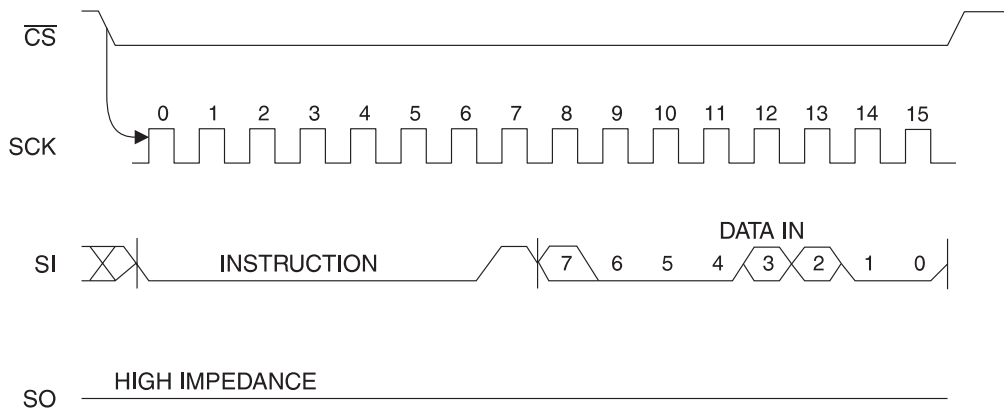 CS
0 1 2 3 4 5 6 7 8 9 10 11 12 13 14 15
SCK
DATA IN
SI
INSTRUCTION
7 6 5 4 3 2 1 0
HIGH IMPEDANCE
SO